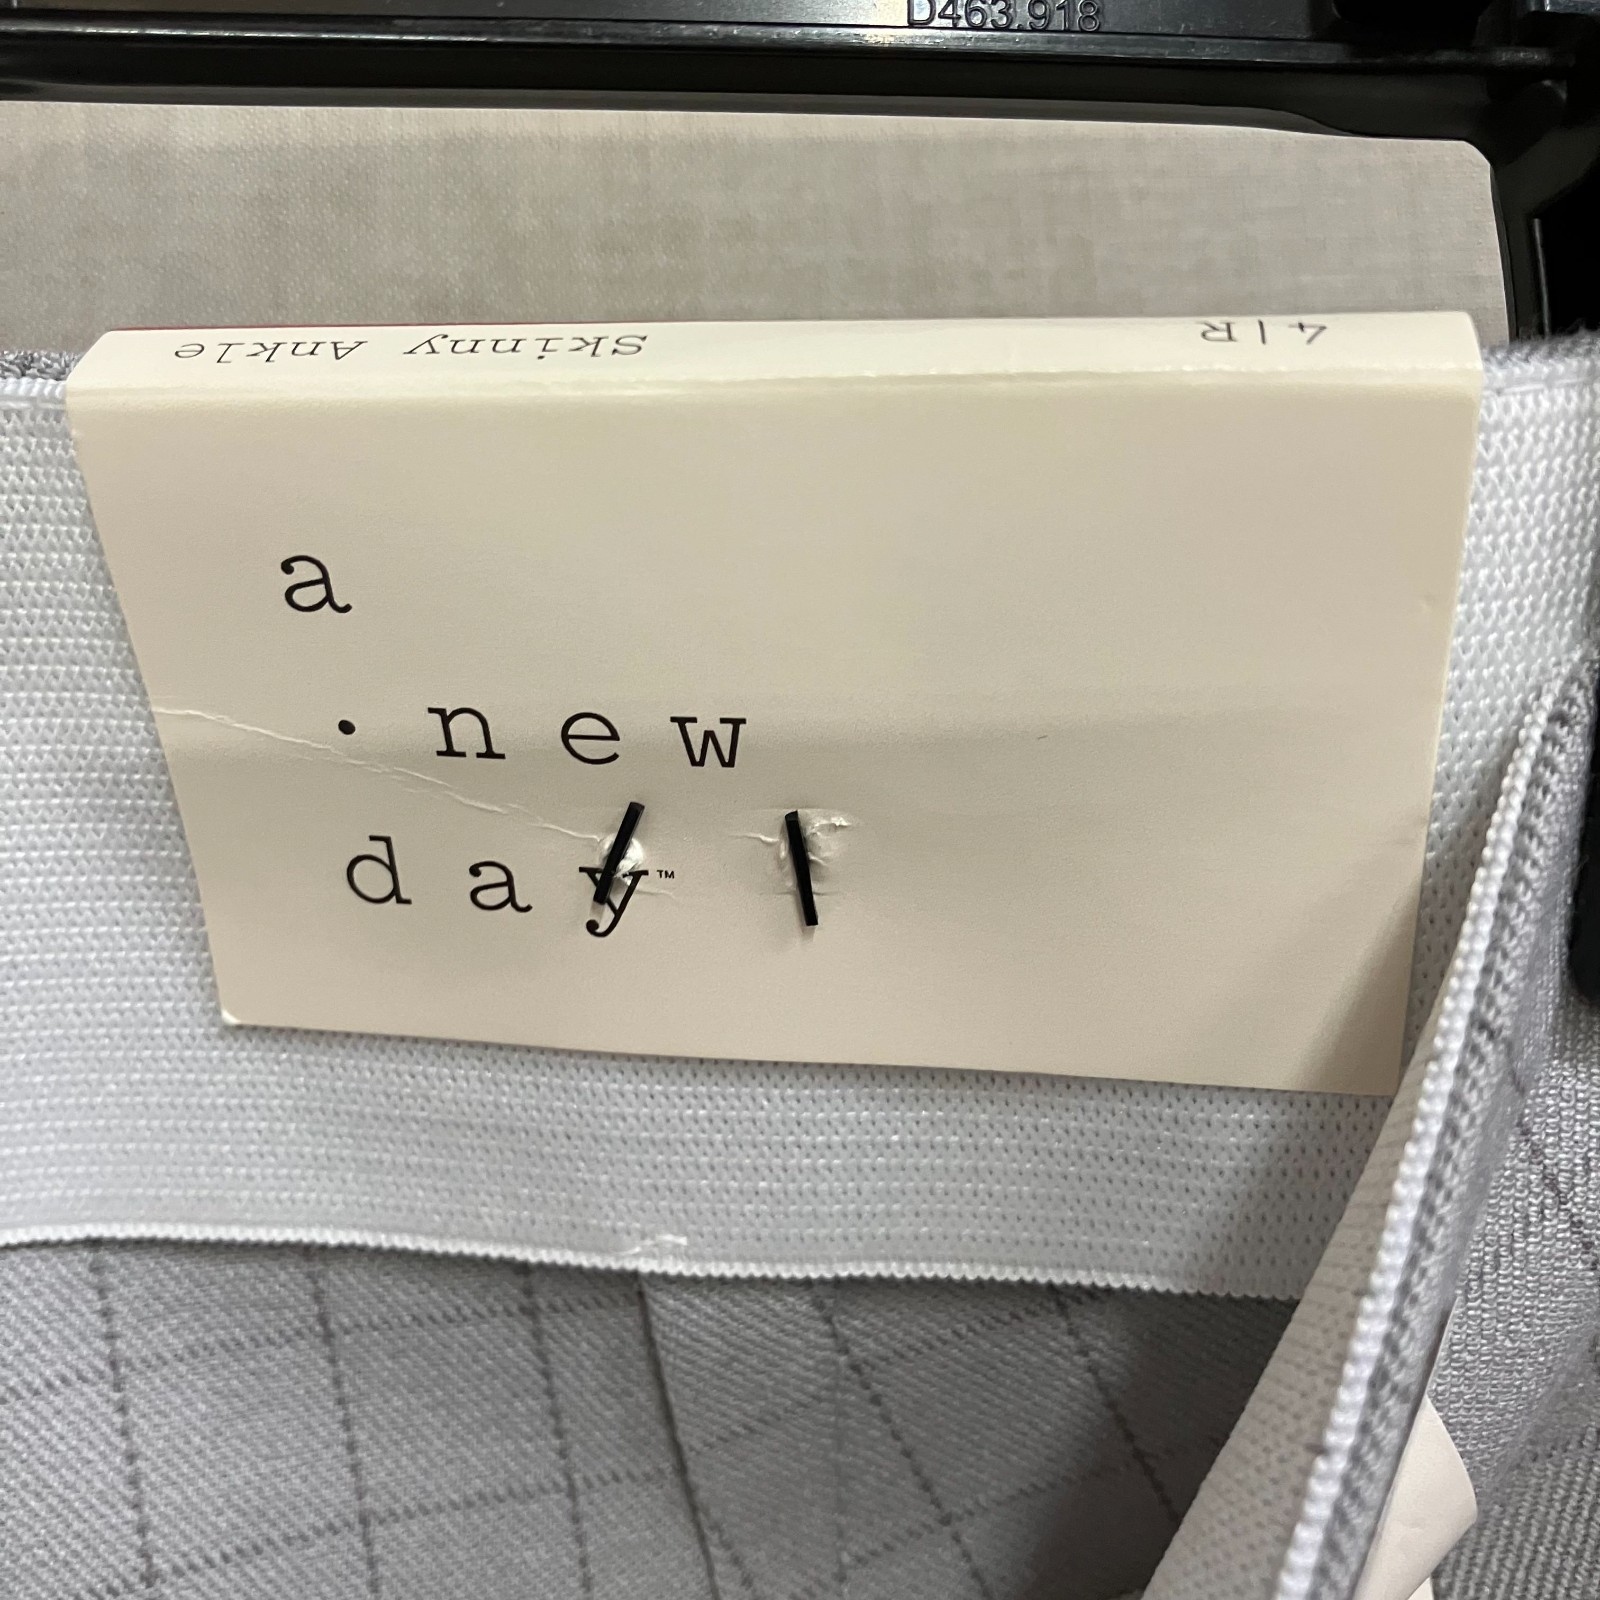 D463.918
Skinny Ankle 4|R
a
· new
day™